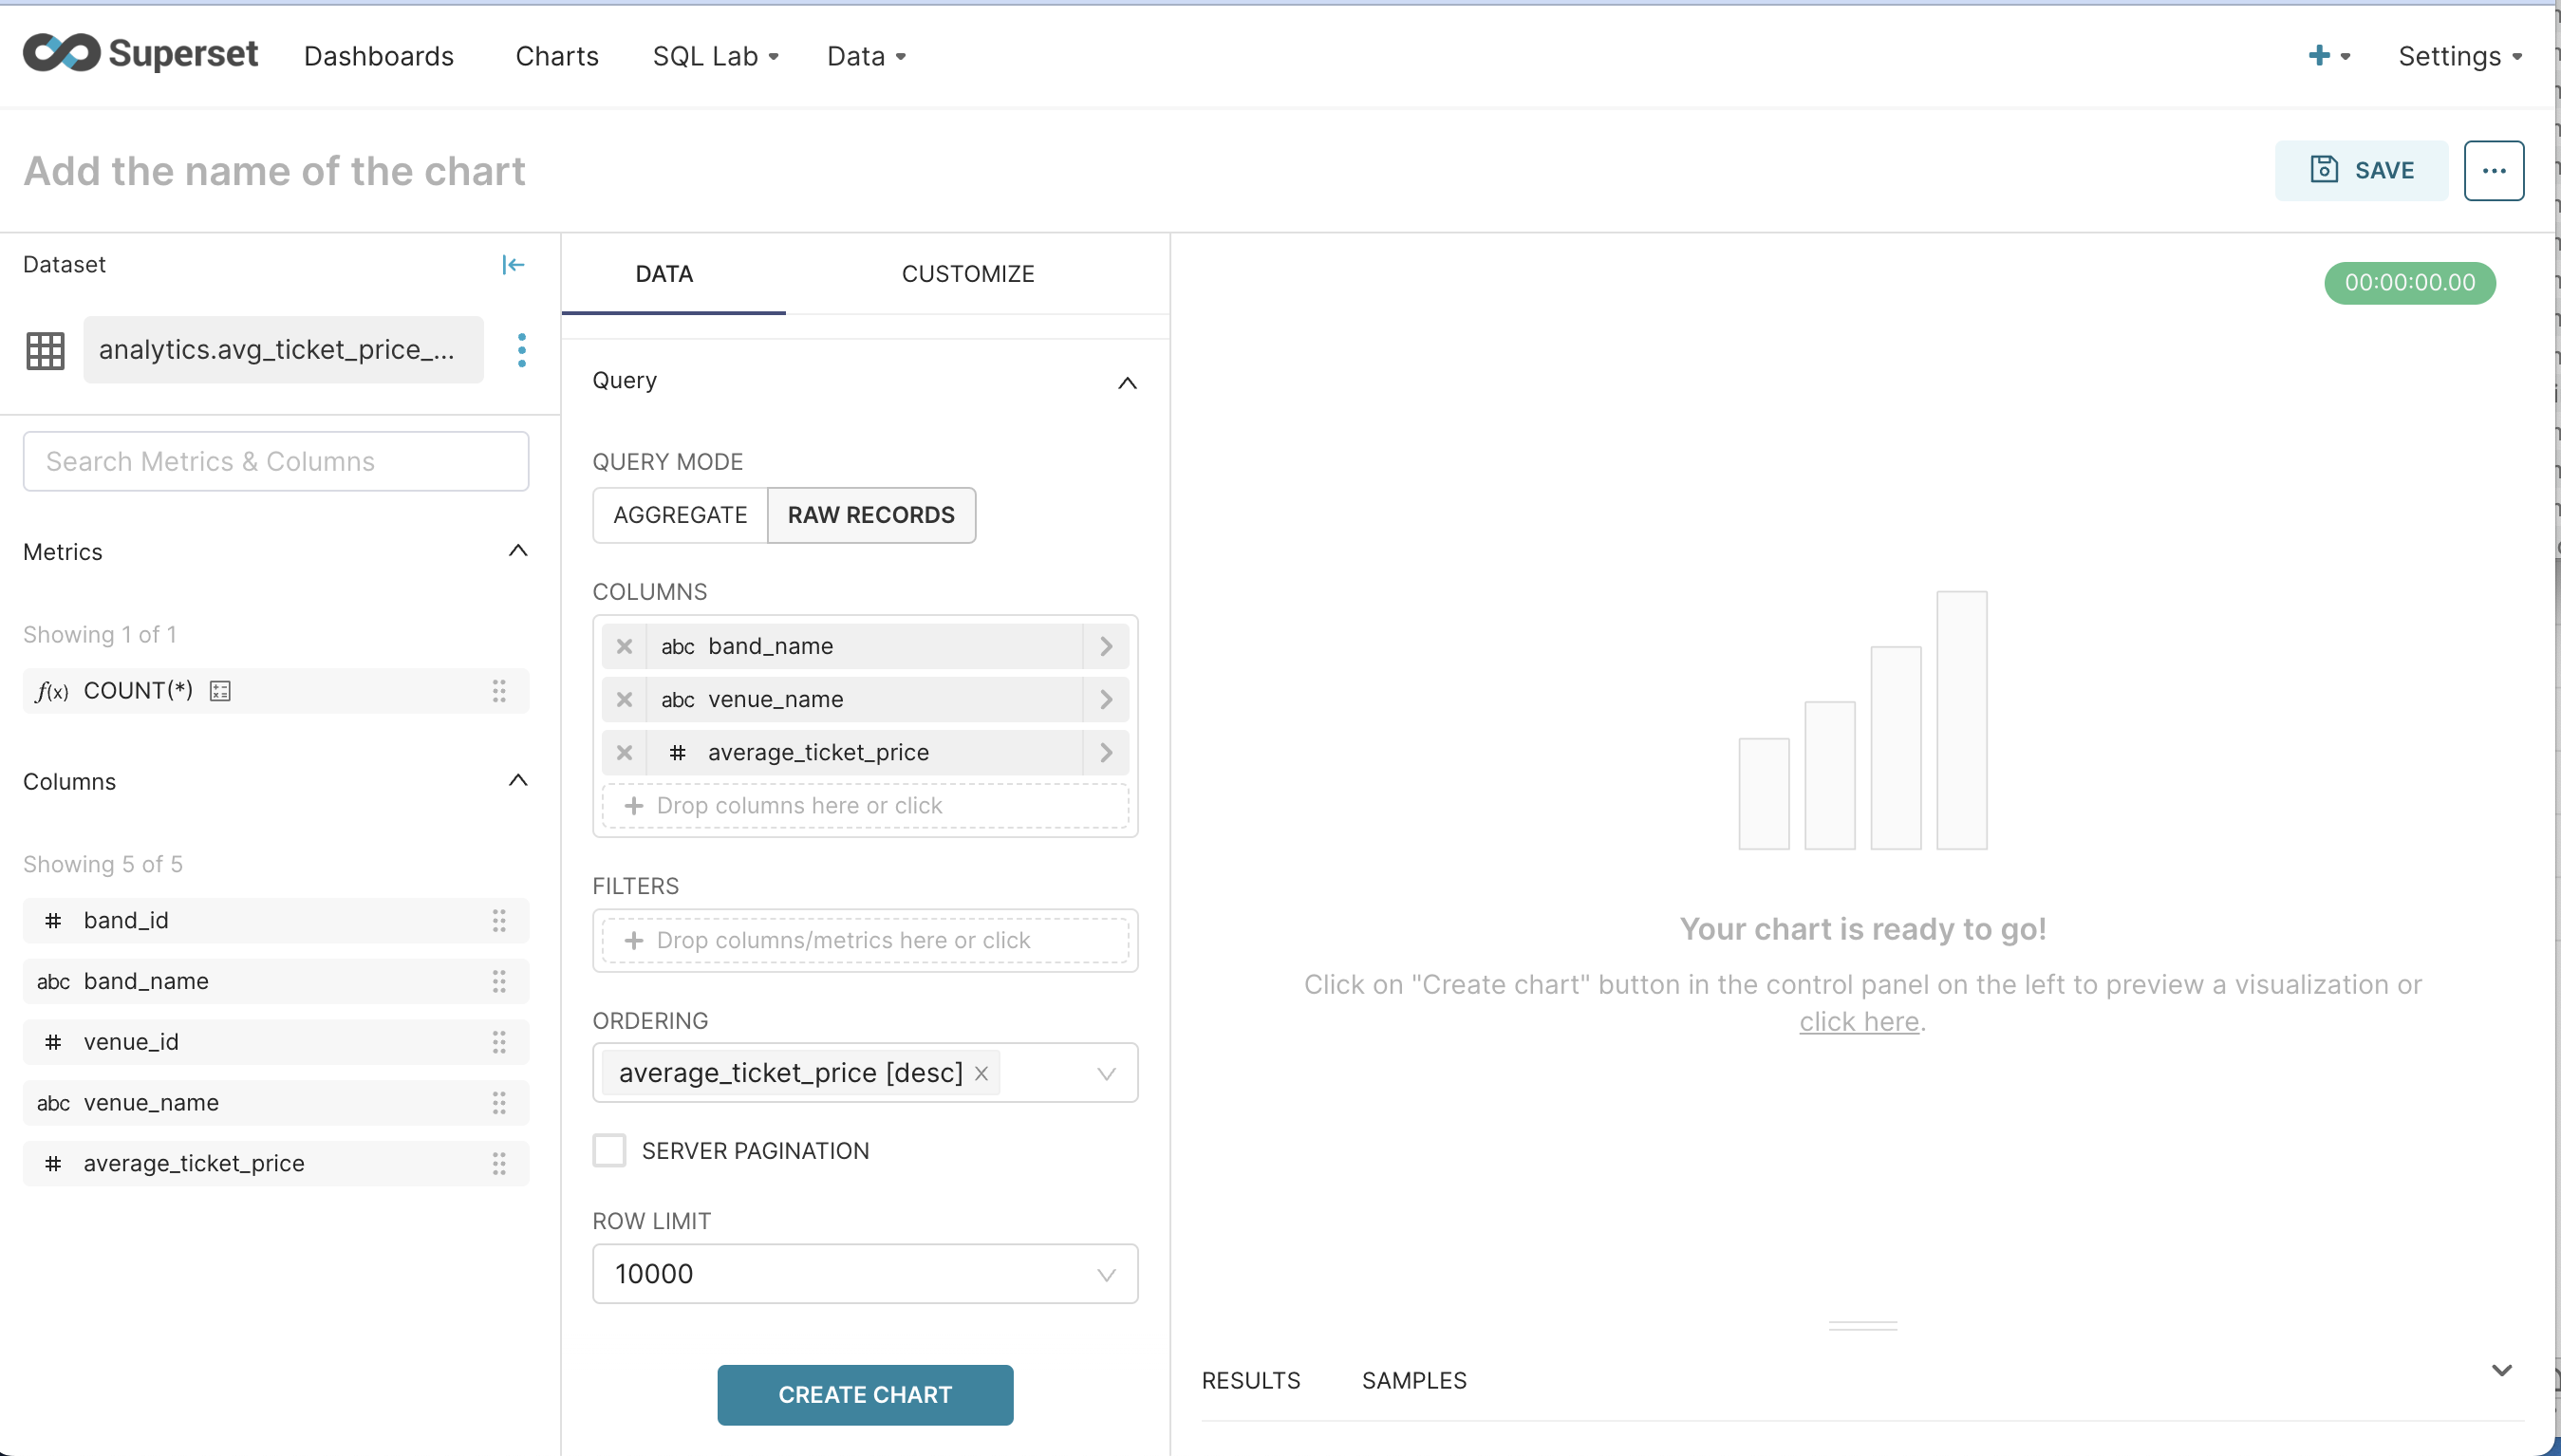 Superset Dashboards Charts SQL Lab Data Settings
Add the name of the chart
SAVE
Dataset
analytics.avg_ticket_price_...
Search Metrics & Columns
Metrics
Showing 1 of 1
f(x) COUNT(*)
Columns
Showing 5 of 5
# band_id
abc band_name
# venue_id
abc venue_name
# average_ticket_price
DATA CUSTOMIZE
Query
QUERY MODE
AGGREGATE RAW RECORDS
COLUMNS
abc band_name
abc venue_name
# average_ticket_price
Drop columns here or click
FILTERS
Drop columns/metrics here or click
ORDERING
average_ticket_price [desc]
SERVER PAGINATION
ROW LIMIT
10000
CREATE CHART
00:00:00.00
Your chart is ready to go!
Click on "Create chart" button in the control panel on the left to preview a visualization or
click here.
RESULTS SAMPLES